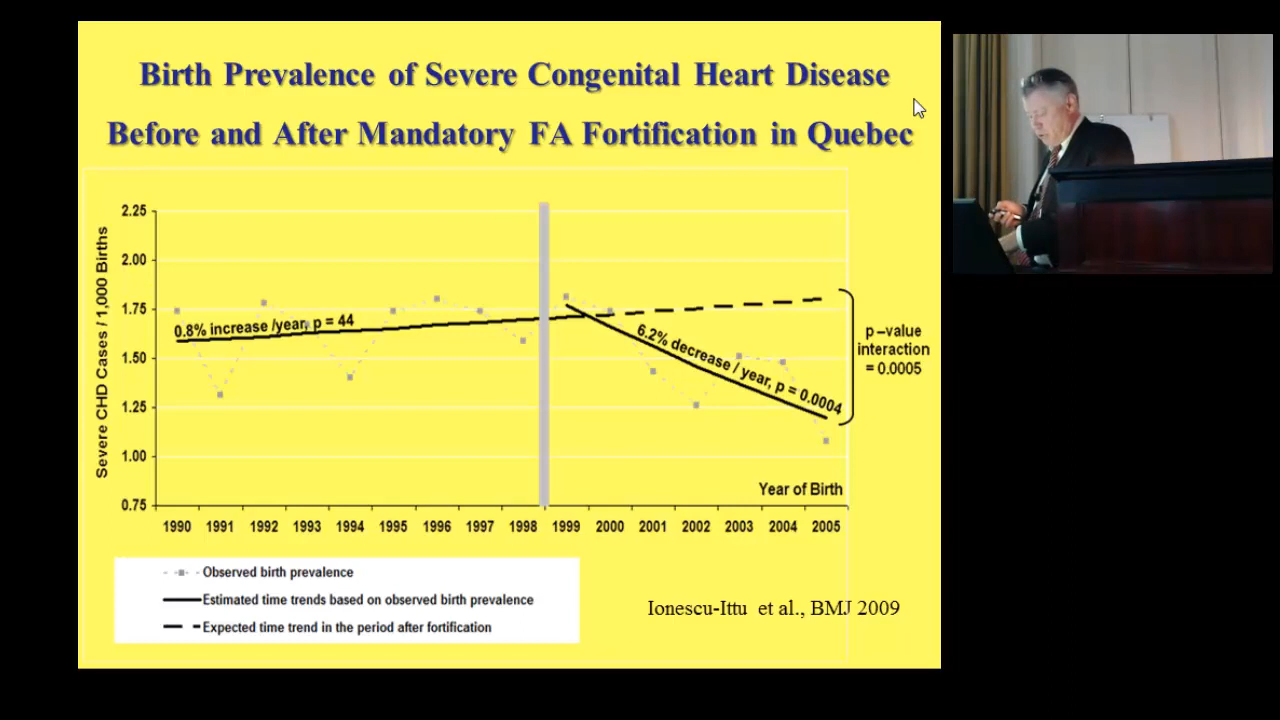 Birth Prevalence of Severe Congenital Heart Disease
Before and After Mandatory FA Fortification in Quebec
Severe CHD Cases / 1,000 Births
2.25
2.00
1.75
1.50
1.25
1.00
0.75
0.8% increase /year, p = 44
6.2% decrease / year, p = 0.0004
p –value
interaction
= 0.0005
Year of Birth
1990 1991 1992 1993 1994 1995 1996 1997 1998 1999 2000 2001 2002 2003 2004 2005
Observed birth prevalence
Estimated time trends based on observed birth prevalence
Expected time trend in the period after fortification
Ionescu-Ittu et al., BMJ 2009